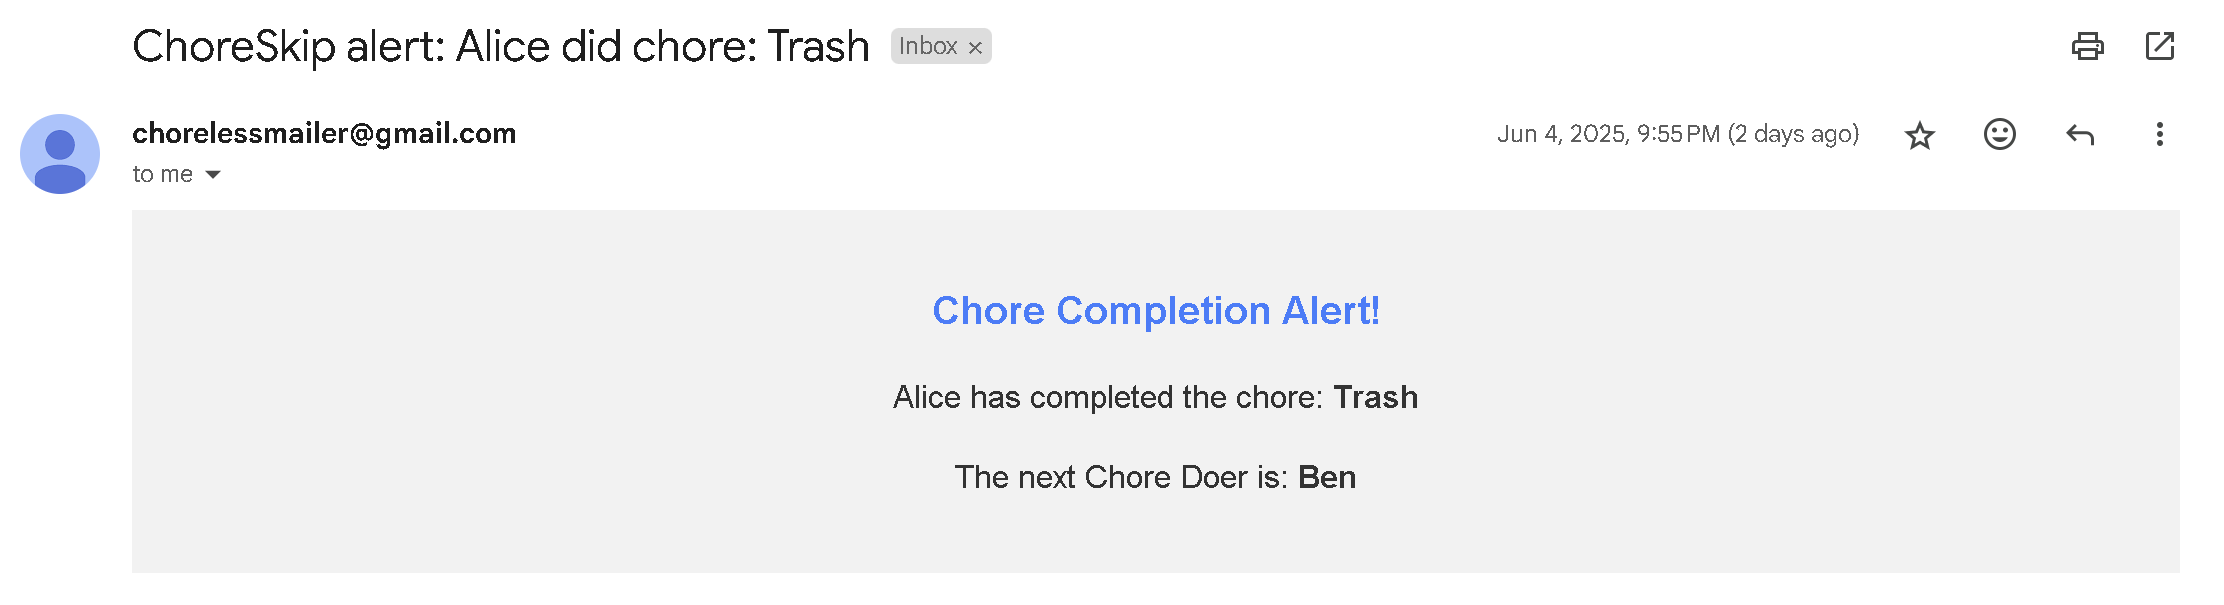 ChoreSkip alert: Alice did chore: Trash Inbox ×
chorelessmailer@gmail.com Jun 4, 2025, 9:55 PM (2 days ago)
to me
Chore Completion Alert!
Alice has completed the chore: Trash
The next Chore Doer is: Ben